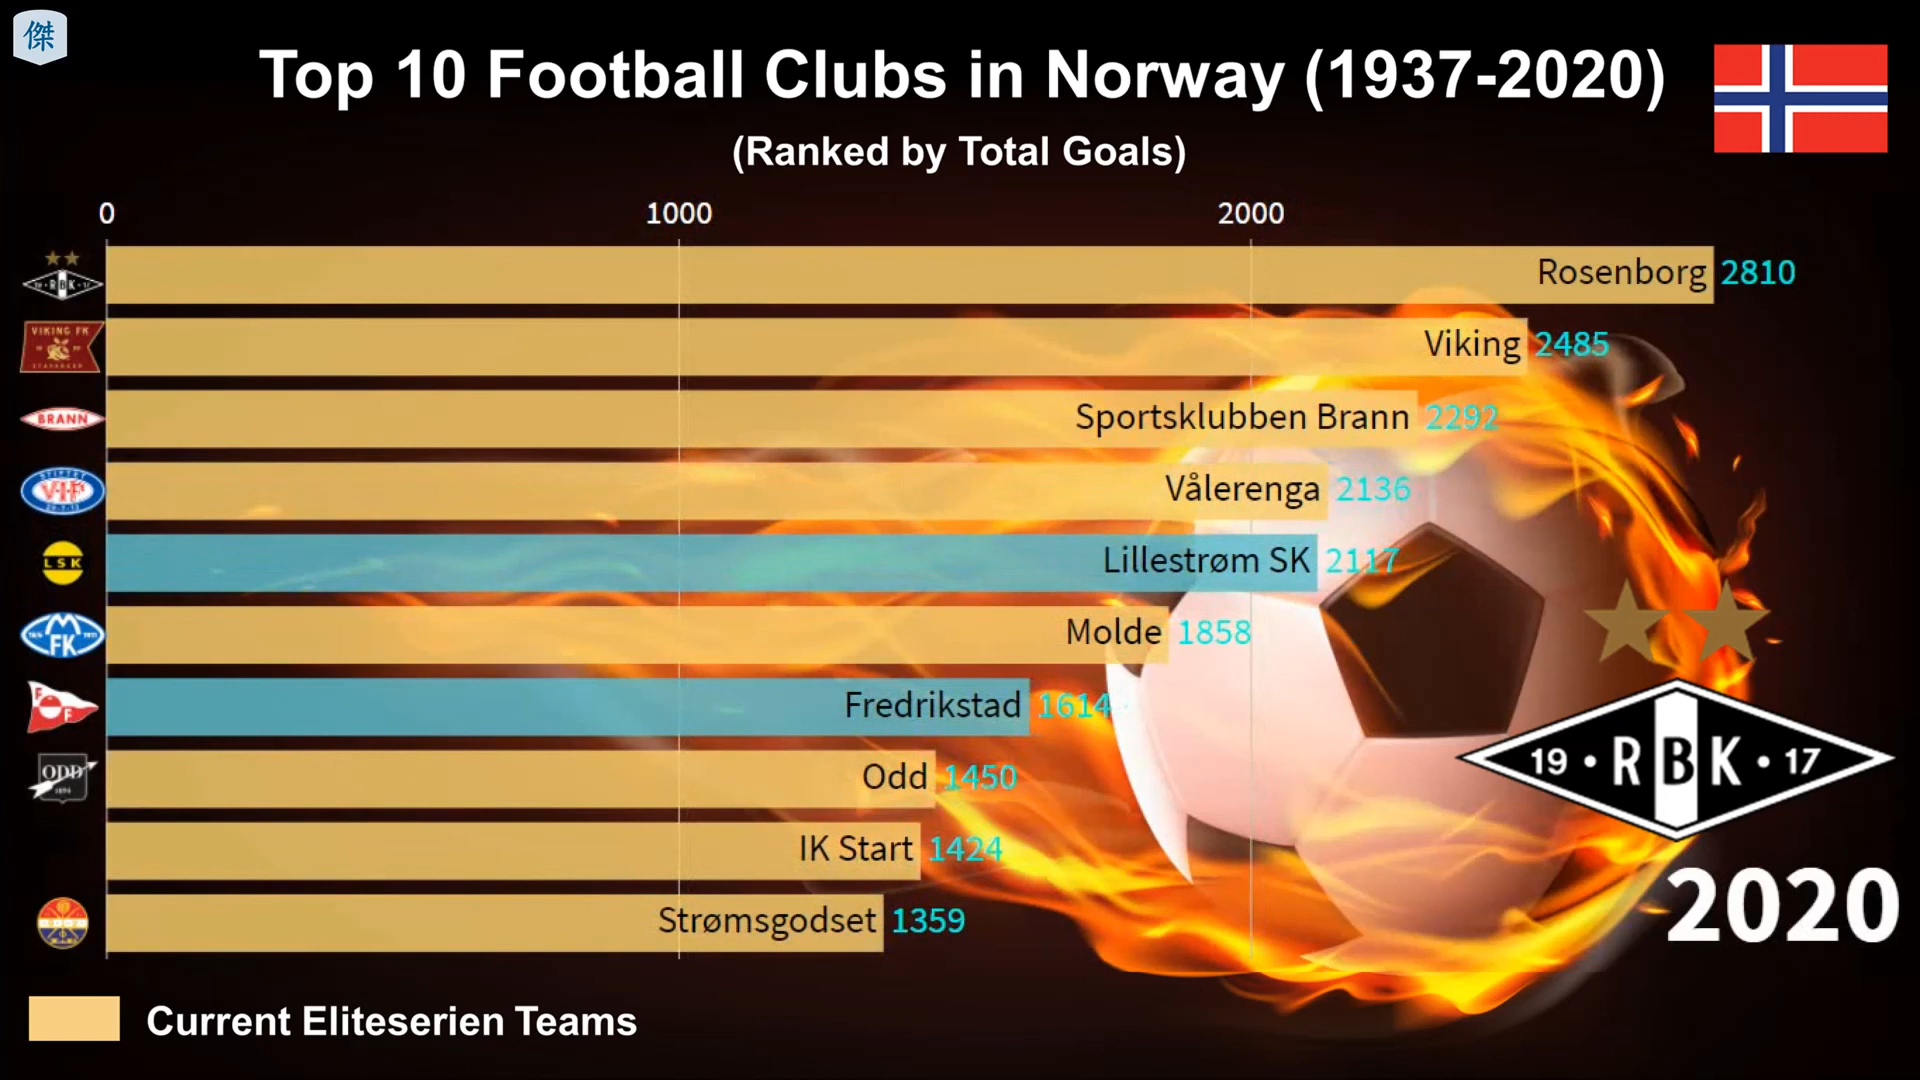 傑
Top 10 Football Clubs in Norway (1937-2020)
(Ranked by Total Goals)
0 1000 2000
Rosenborg 2810
VIKING FK
Viking 2485
BRANN
Sportsklubben Brann 2292
VIF
Vålerenga 2136
LSK
Lillestrøm SK 2117
MFK
Molde 1858
FFF
Fredrikstad 1614
ODD
Odd 1450
IK Start 1424
Strømsgodset 1359
19 · RBK · 17
2020
Current Eliteserien Teams